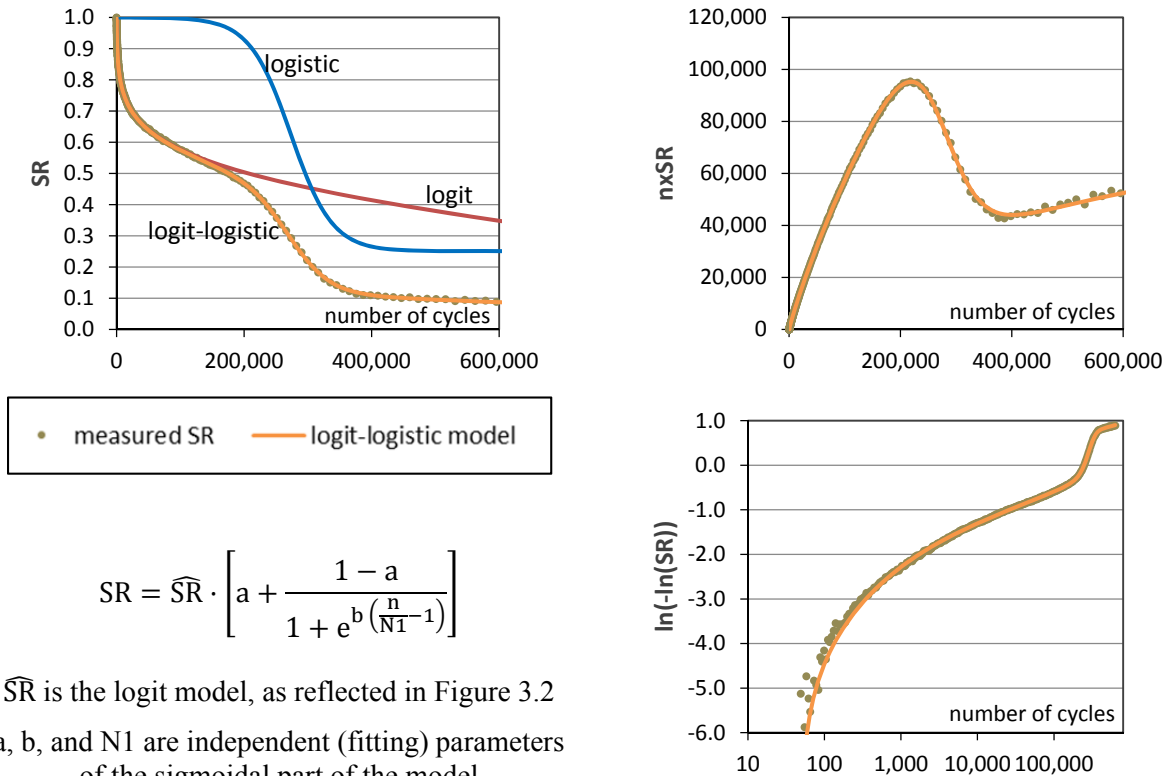 1.0
0.9
0.8
0.7
0.6
0.5
0.4
0.3
0.2
0.1
0.0
SR
logistic
logit
logit-logistic
number of cycles
0 200,000 400,000 600,000
measured SR logit-logistic model
SR = \widehat{SR} · [a + \frac{1 − a}{1 + e^{b(\frac{n}{N1}−1)}}]
\widehat{SR} is the logit model, as reflected in Figure 3.2
a, b, and N1 are independent (fitting) parameters
of the sigmoidal part of the model
120,000
100,000
80,000
60,000
40,000
20,000
0
nxSR
number of cycles
0 200,000 400,000 600,000
1.0
0.0
-1.0
-2.0
-3.0
-4.0
-5.0
-6.0
ln(-ln(SR))
number of cycles
10 100 1,000 10,000 100,000